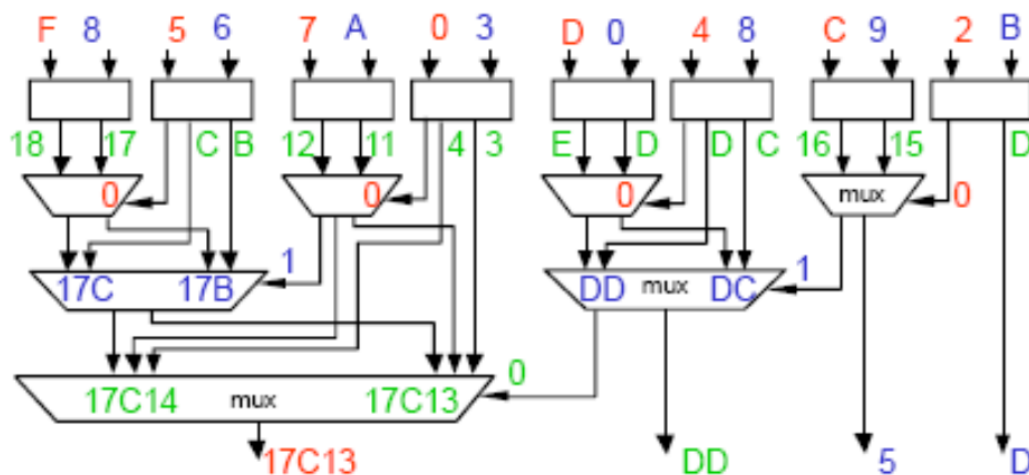 F 8 5 6 7 A 0 3 D 0 4 8 C 9 2 B
18 17 C B 12 11 4 3 E D D C 16 15 D
0 0 0 mux 0
17C 17B 1 DD mux DC 1
17C14 mux 17C13 0
17C13 DD 5 D